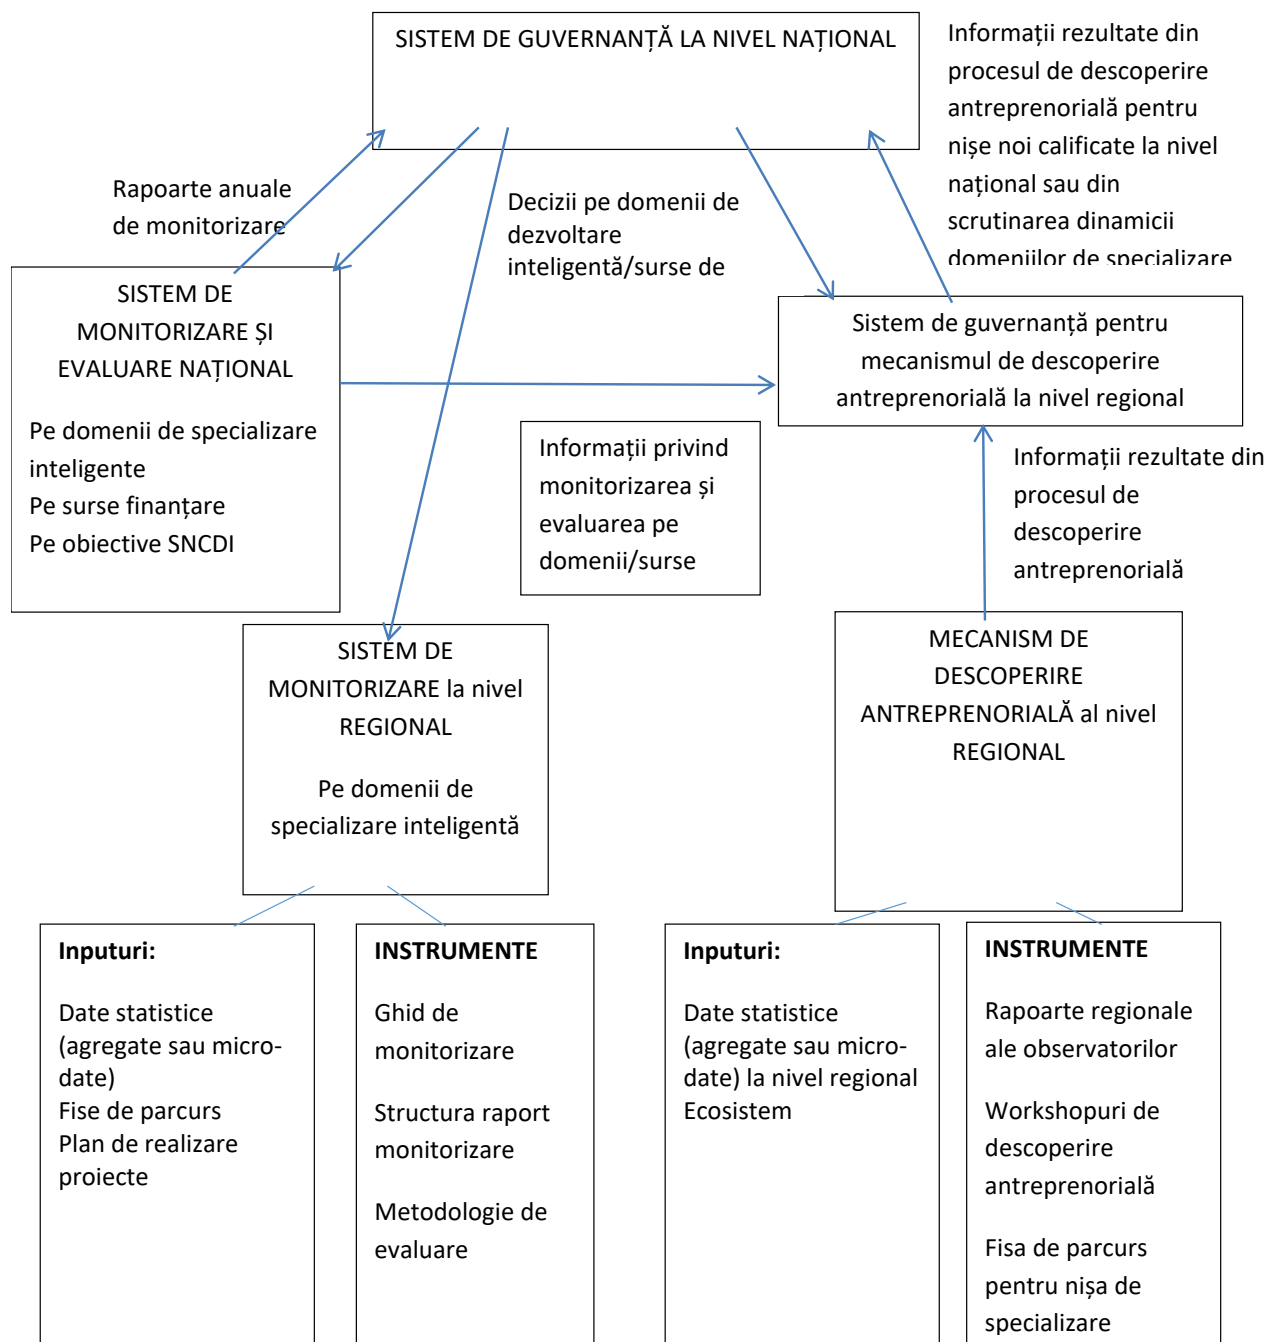 SISTEM DE GUVERNANȚĂ LA NIVEL NAȚIONAL
Informații rezultate din
procesul de descoperire
antreprenorială pentru
nișe noi calificate la nivel
național sau din
scrutinarea dinamicii
domeniilor de specializare
Rapoarte anuale
de monitorizare
Decizii pe domenii de
dezvoltare
inteligentă/surse de
SISTEM DE
MONITORIZARE ȘI
EVALUARE NAȚIONAL
Pe domenii de specializare
inteligente
Pe surse finanțare
Pe obiective SNCDI
Sistem de guvernanță pentru
mecanismul de descoperire
antreprenorială la nivel regional
Informații privind
monitorizarea și
evaluarea pe
domenii/surse
Informații rezultate din
procesul de
descoperire
antreprenorială
SISTEM DE
MONITORIZARE la nivel
REGIONAL
Pe domenii de
specializare inteligentă
MECANISM DE
DESCOPERIRE
ANTREPRENORIALĂ al nivel
REGIONAL
Inputuri:
Date statistice
(agregate sau micro-
date)
Fise de parcurs
Plan de realizare
proiecte
INSTRUMENTE
Ghid de
monitorizare
Structura raport
monitorizare
Metodologie de
evaluare
Inputuri:
Date statistice
(agregate sau micro-
date) la nivel regional
Ecosistem
INSTRUMENTE
Rapoarte regionale
ale observatorilor
Workshopuri de
descoperire
antreprenorială
Fisa de parcurs
pentru nișa de
specializare